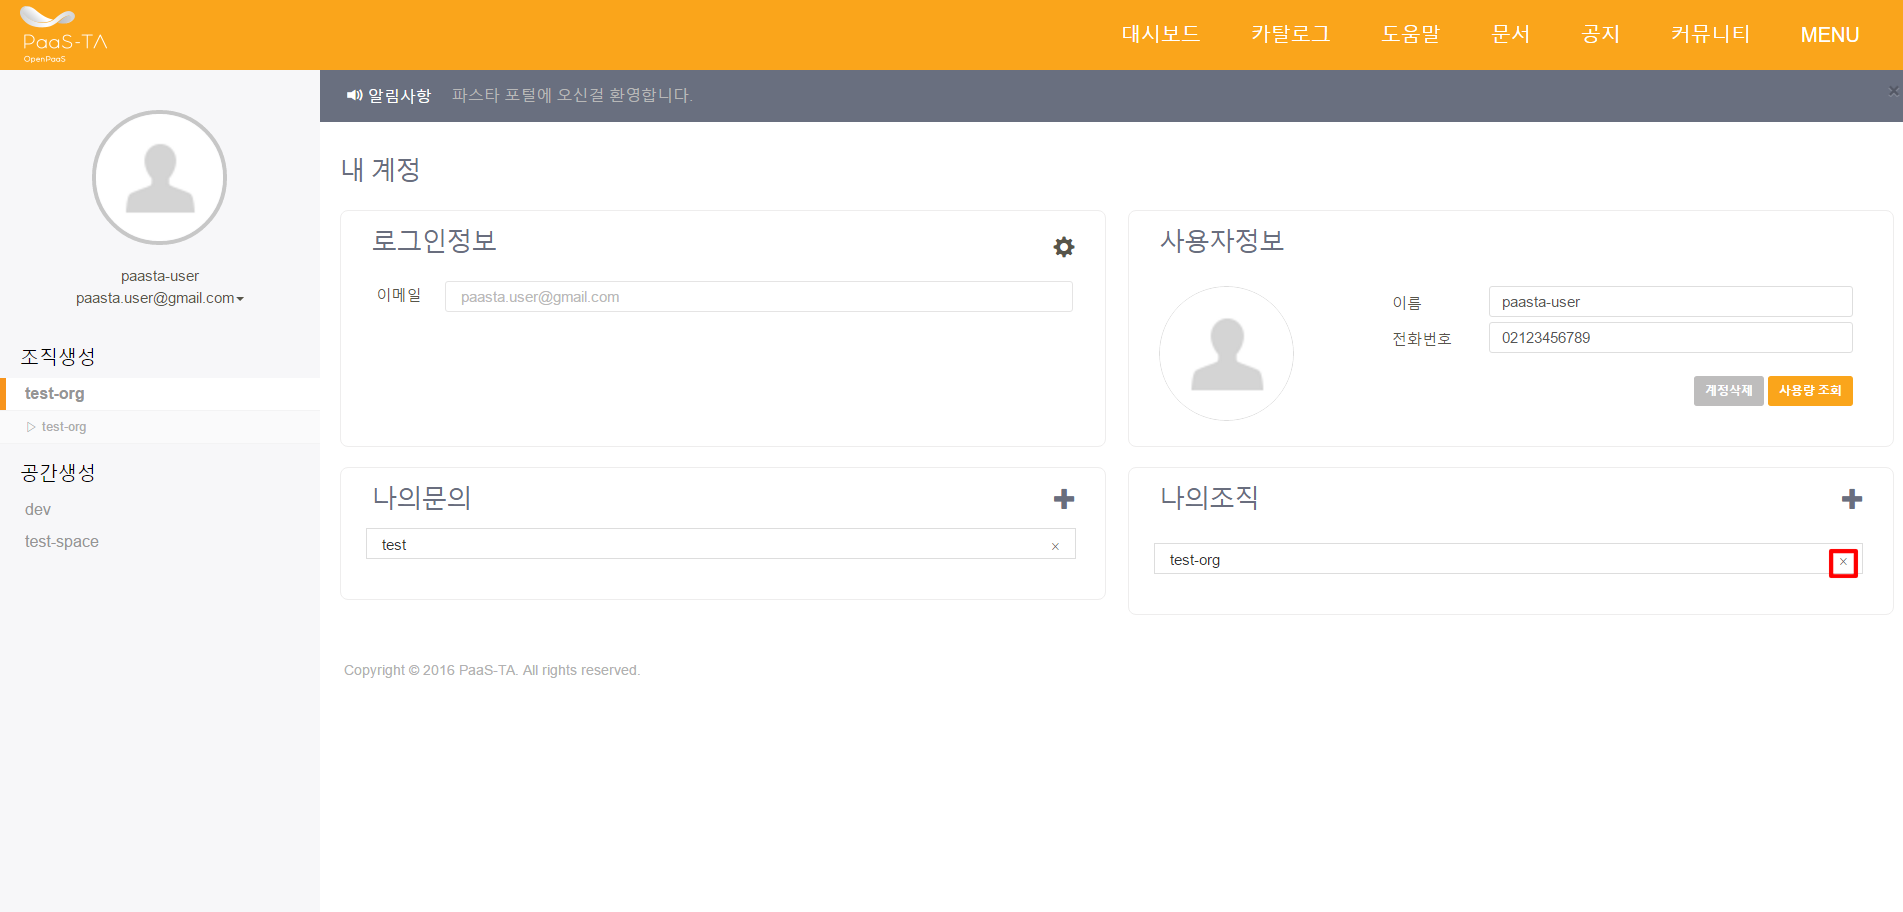 PaaS-TA
OpenPaaS
대시보드 카탈로그 도움말 문서 공지 커뮤니티 MENU
알림사항 파스타 포털에 오신걸 환영합니다.
paasta-user
paasta.user@gmail.com
조직생성
test-org
test-org
공간생성
dev
test-space
내 계정
로그인정보
이메일 paasta.user@gmail.com
사용자정보
이름 paasta-user
전화번호 02123456789
계정삭제 사용량 조회
나의문의
test ×
나의조직
test-org ×
Copyright © 2016 PaaS-TA. All rights reserved.